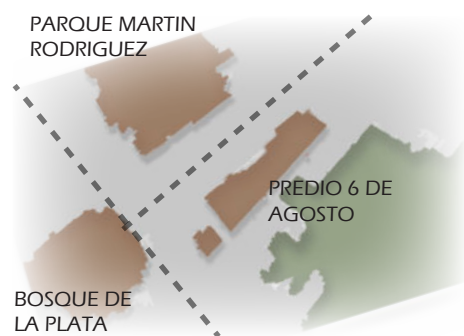 PARQUE MARTIN
RODRIGUEZ
PREDIO 6 DE
AGOSTO
BOSQUE DE
LA PLATA